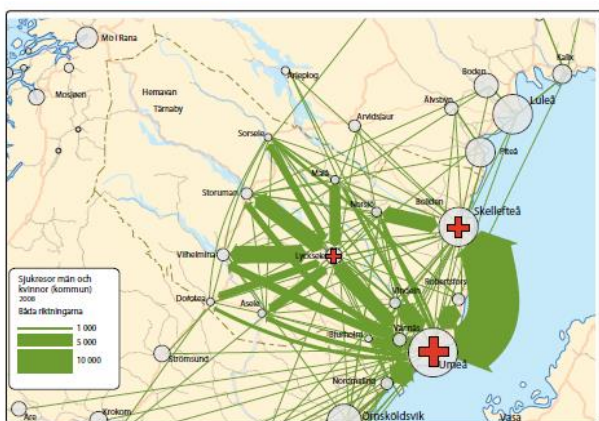 Mo i Rana
Mosjøen
Hemavan
Tärnaby
Arjeplog
Kalix
Boden
Luleå
Älvsbyn
Arvidsjaur
Piteå
Sorsele
Malå
Storuman
Norsjö
Boliden
Skellefteå
Vilhelmina
Lycksele
Sjukresor män och
kvinnor (kommun)
2008
Båda riktningarna
1 000
5 000
10 000
Dorotea
Åsele
Vindeln
Robertsfors
Bjurholm
Vännäs
Umeå
Strömsund
Nordmaling
Åre
Krokom
Örnsköldsvik
Vasa